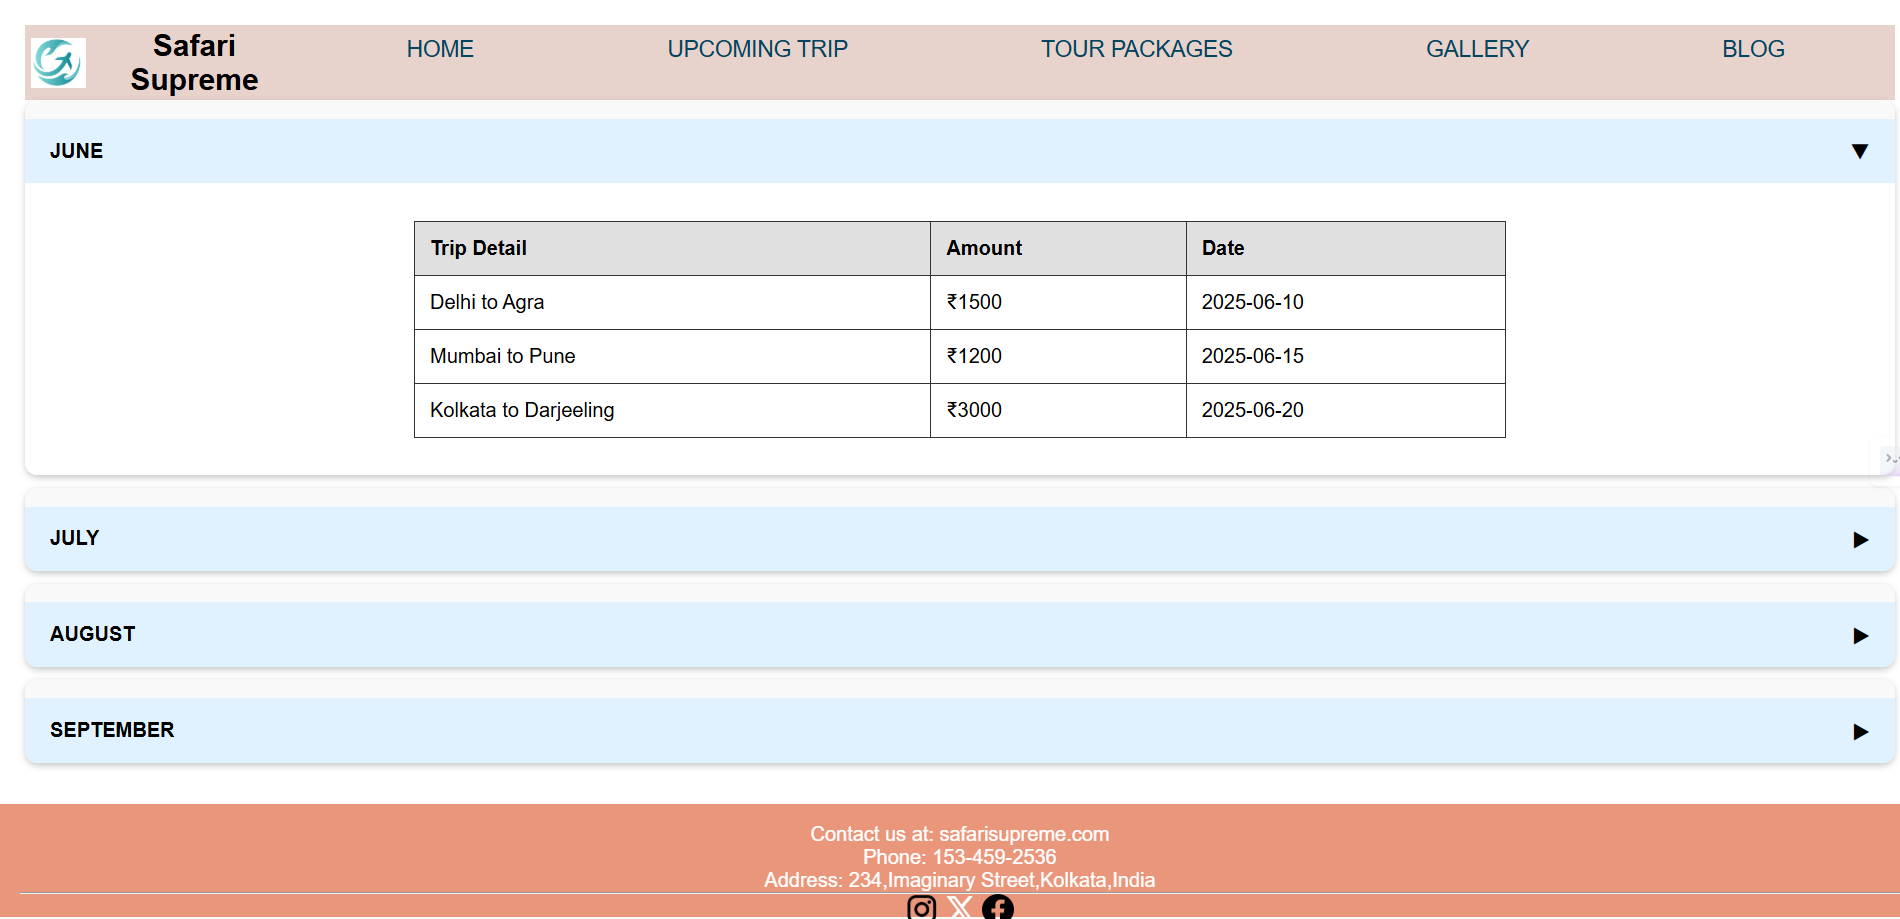 Safari
Supreme
HOME
UPCOMING TRIP
TOUR PACKAGES
GALLERY
BLOG
JUNE
Trip Detail Amount Date
Delhi to Agra ₹1500 2025-06-10
Mumbai to Pune ₹1200 2025-06-15
Kolkata to Darjeeling ₹3000 2025-06-20
JULY
AUGUST
SEPTEMBER
Contact us at: safarisupreme.com
Phone: 153-459-2536
Address: 234,Imaginary Street,Kolkata,India